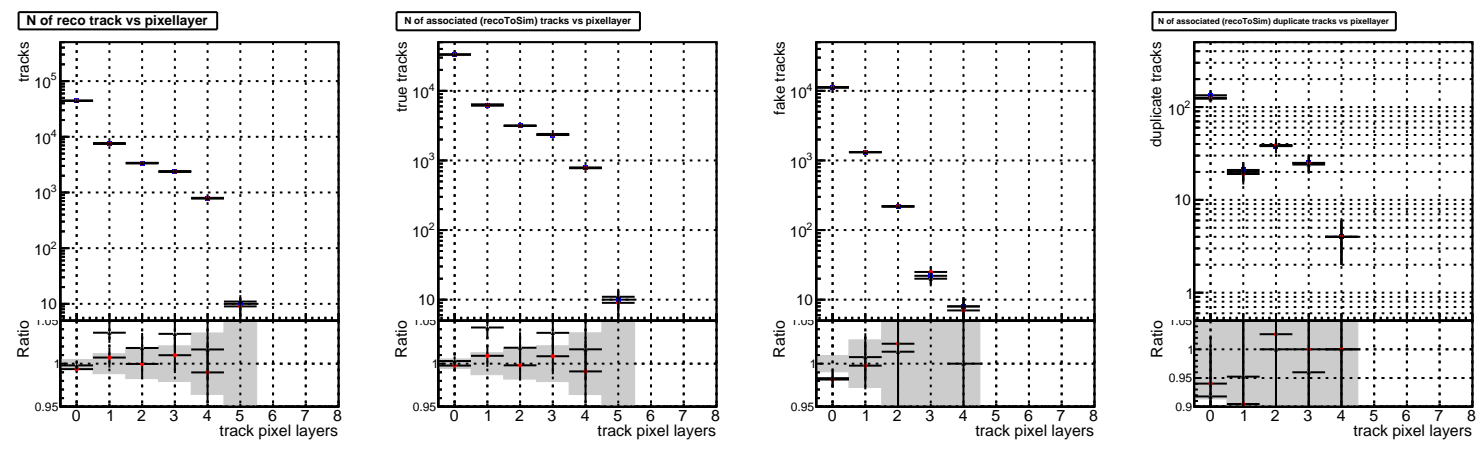 N of reco track vs pixellayer
tracks
10^5
10^4
10^3
10^2
10
1.05
Ratio
1
0.95
0 1 2 3 4 5 6 7 8
track pixel layers
N of associated (recoToSim) tracks vs pixellayer
true tracks
10^4
10^3
10^2
10
1.05
Ratio
1
0.95
0 1 2 3 4 5 6 7 8
track pixel layers
fake tracks
10^4
10^3
10^2
10
1.05
Ratio
1
0.95
0 1 2 3 4 5 6 7 8
track pixel layers
N of associated (recoToSim) duplicate tracks vs pixellayer
duplicate tracks
10^2
10
1
1.05
Ratio
1
0.95
0.9
0 1 2 3 4 5 6 7 8
track pixel layers